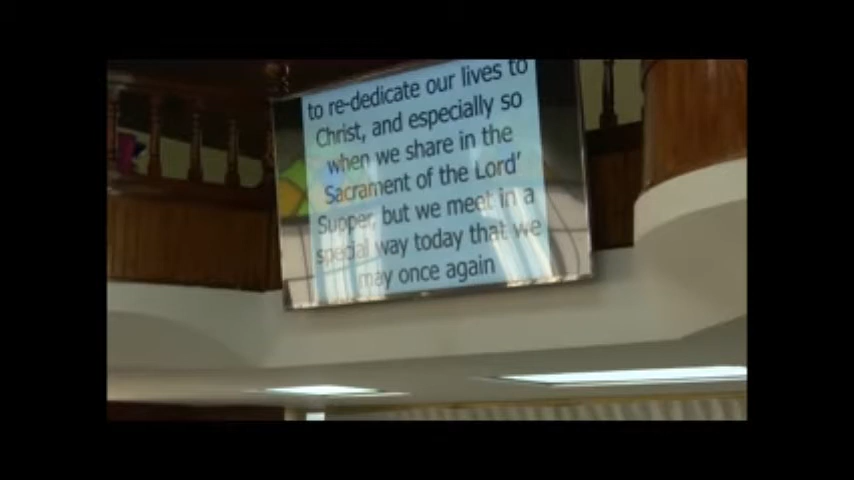 to re-dedicate our lives to
Christ, and especially so
when we share in the
Sacrament of the Lord'
Supper, but we meet in a
special way today that we
may once again